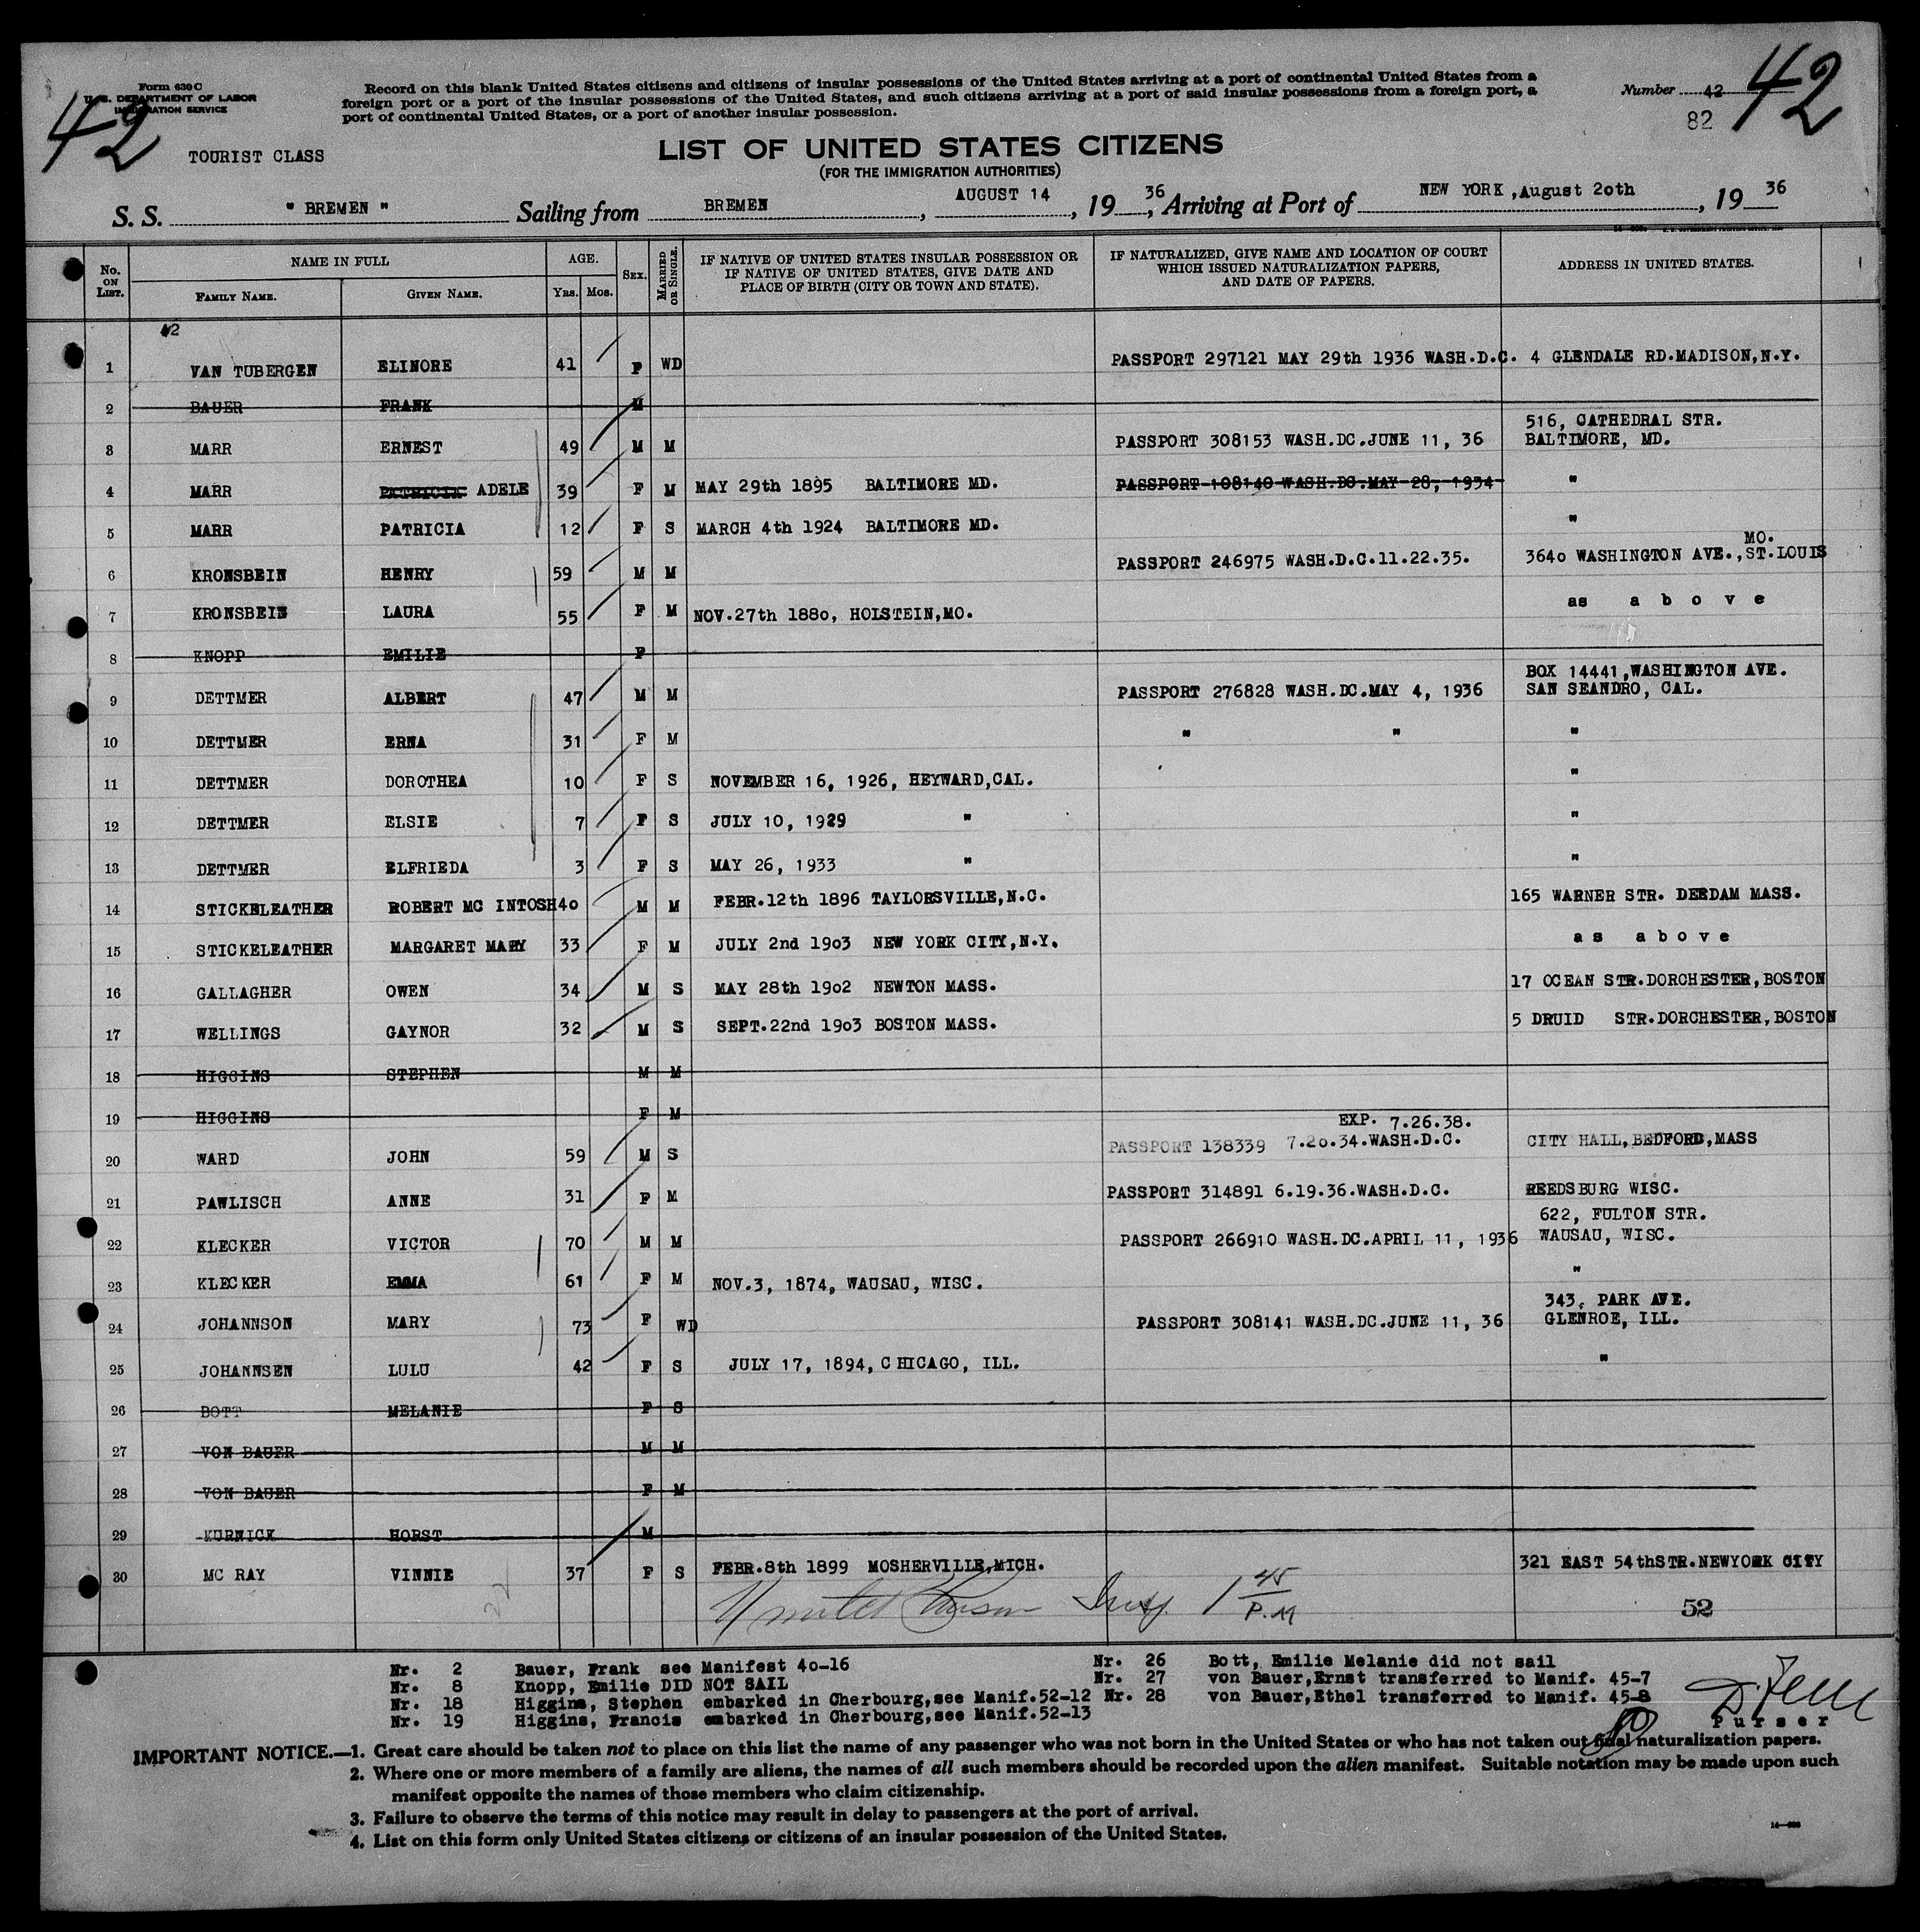 Form 630 C
U. S. DEPARTMENT OF LABOR
IMMIGRATION SERVICE
42
TOURIST CLASS
Record on this blank United States citizens and citizens of insular possessions of the United States arriving at a port of continental United States from a
foreign port or a port of the insular possessions of the United States, and such citizens arriving at a port of said insular possessions from a foreign port, a
port of continental United States, or a port of another insular possession.
Number 42
82
42
LIST OF UNITED STATES CITIZENS
(FOR THE IMMIGRATION AUTHORITIES)
S. S. " BREMEN " Sailing from BREMEN, AUGUST 14, 1936, Arriving at Port of NEW YORK,August 2oth, 1936
No. ON LIST. NAME IN FULL FAMILY NAME. GIVEN NAME. AGE. YRS. MOS. SEX. MARRIED OR SINGLE. IF NATIVE OF UNITED STATES INSULAR POSSESSION OR IF NATIVE OF UNITED STATES, GIVE DATE AND PLACE OF BIRTH (CITY OR TOWN AND STATE). IF NATURALIZED, GIVE NAME AND LOCATION OF COURT WHICH ISSUED NATURALIZATION PAPERS, AND DATE OF PAPERS. ADDRESS IN UNITED STATES.
42
1 VAN TUBERGEN ELINORE 41 F WD PASSPORT 297121 MAY 29th 1936 WASH.D.C. 4 GLENDALE RD.MADISON,N.Y.
2 BAUER FRANK M
3 MARR ERNEST 49 M M PASSPORT 308153 WASH.DC.JUNE 11, 36 516, CATHEDRAL STR. BALTIMORE, MD.
4 MARR PATRICIA ADELE 39 F M MAY 29th 1895 BALTIMORE MD. PASSPORT 108140 WASH.DC.MAY 28, 1934 "
5 MARR PATRICIA 12 F S MARCH 4th 1924 BALTIMORE MD. "
6 KRONSBEIN HENRY 59 M M PASSPORT 246975 WASH.D.C.11.22.35. 364o WASHINGTON AVE.,ST.LOUIS MO.
7 KRONSBEIN LAURA 55 F M NOV.27th 188o, HOLSTEIN,MO. as a b o v e
8 KNOPP EMILIE F
9 DETTMER ALBERT 47 M M PASSPORT 276828 WASH.DC.MAY 4, 1936 BOX 14441,WASHINGTON AVE. SAN SEANDRO, CAL.
10 DETTMER ERNA 31 F M " " "
11 DETTMER DOROTHEA 10 F S NOVEMBER 16, 1926, HEYWARD,CAL. "
12 DETTMER ELSIE 7 F S JULY 10, 1929 " "
13 DETTMER ELFRIEDA 3 F S MAY 26, 1933 " "
14 STICKELEATHER ROBERT MC INTOSH 4o M M FEBR.12th 1896 TAYLORSVILLE,N.C. 165 WARNER STR. DEEDAM MASS.
15 STICKELEATHER MARGARET MARY 33 F M JULY 2nd 19o3 NEW YORK CITY,N.Y. as above
16 GALLAGHER OWEN 34 M S MAY 28th 19o2 NEWTON MASS. 17 OCEAN STR.DORCHESTER,BOSTON
17 WELLINGS GAYNOR 32 M S SEPT.22nd 19o3 BOSTON MASS. 5 DRUID STR.DORCHESTER,BOSTON
18 HIGGINS STEPHEN M M
19 HIGGINS F M
20 WARD JOHN 59 M S EXP. 7.26.38. PASSPORT 138339 7.2o.34.WASH.D.C. CITY HALL,BEDFORD,MASS
21 PAWLISCH ANNE 31 F M PASSPORT 314891 6.19.36.WASH.D.C. REEDSBURG WISC.
22 KLECKER VICTOR 70 M M PASSPORT 266910 WASH.DC.APRIL 11, 1936 622, FULTON STR. WAUSAU, WISC.
23 KLECKER EMMA 61 F M NOV.3, 1874, WAUSAU, WISC. "
24 JOHANNSON MARY 73 F WD PASSPORT 308141 WASH.DC.JUNE 11, 36 343, PARK AVE. GLENROE, ILL.
25 JOHANNSEN LULU 42 F S JULY 17, 1894, CHICAGO, ILL. "
26 BOTT MELANIE F S
27 VON BAUER M M
28 VON BAUER F M
29 KURNICK HORST M
30 MC RAY VINNIE 37 F S FEBR.8th 1899 MOSHERVILLE,MICH. 321 EAST 54thSTR.NEWYORK CITY
Insp. 1 45 P.M
52
Nr. 2 Bauer, Frank see Manifest 4o-16
Nr. 8 Knopp, Emilie DID NOT SAIL
Nr. 18 Higgins, Stephen embarked in Cherbourg,see Manif.52-12
Nr. 19 Higgins, Francis embarked in Cherbourg,see Manif.52-13
Nr. 26 Bott, Emilie Melanie did not sail
Nr. 27 von Bauer,Ernst transferred to Manif. 45-7
Nr. 28 von Bauer,Ethel transferred to Manif. 45-8
Purser
IMPORTANT NOTICE.—1. Great care should be taken not to place on this list the name of any passenger who was not born in the United States or who has not taken out final naturalization papers.
2. Where one or more members of a family are aliens, the names of all such members should be recorded upon the alien manifest. Suitable notation may be made upon such
manifest opposite the names of those members who claim citizenship.
3. Failure to observe the terms of this notice may result in delay to passengers at the port of arrival.
4. List on this form only United States citizens or citizens of an insular possession of the United States.